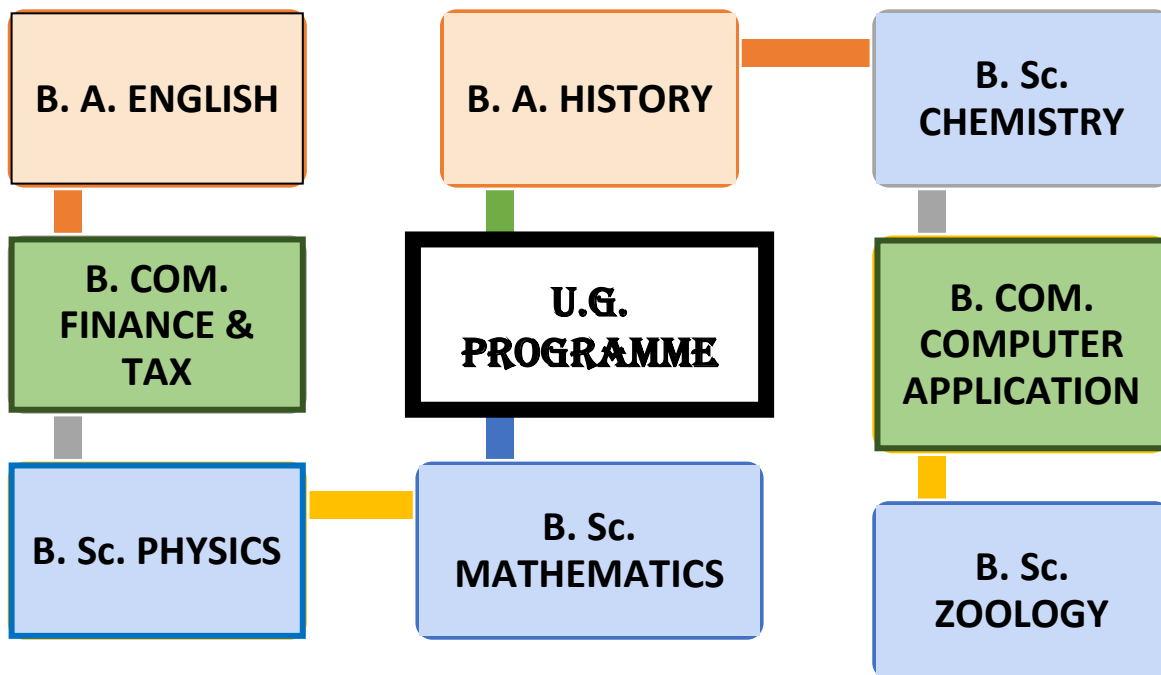 B. A. ENGLISH
B. A. HISTORY
B. Sc.
CHEMISTRY
B. COM.
FINANCE &
TAX
U.G.
PROGRAMME
B. COM.
COMPUTER
APPLICATION
B. Sc. PHYSICS
B. Sc.
MATHEMATICS
B. Sc.
ZOOLOGY